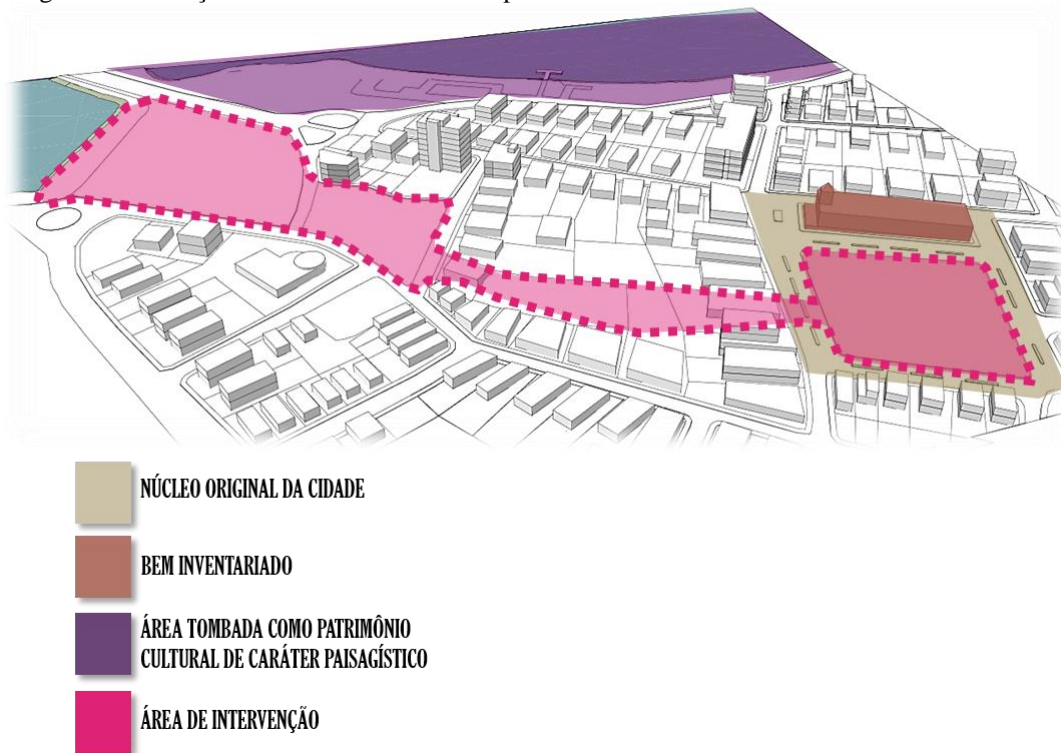 NÚCLEO ORIGINAL DA CIDADE
BEM INVENTARIADO
ÁREA TOMBADA COMO PATRIMÔNIO
CULTURAL DE CARÁTER PAISAGÍSTICO
ÁREA DE INTERVENÇÃO